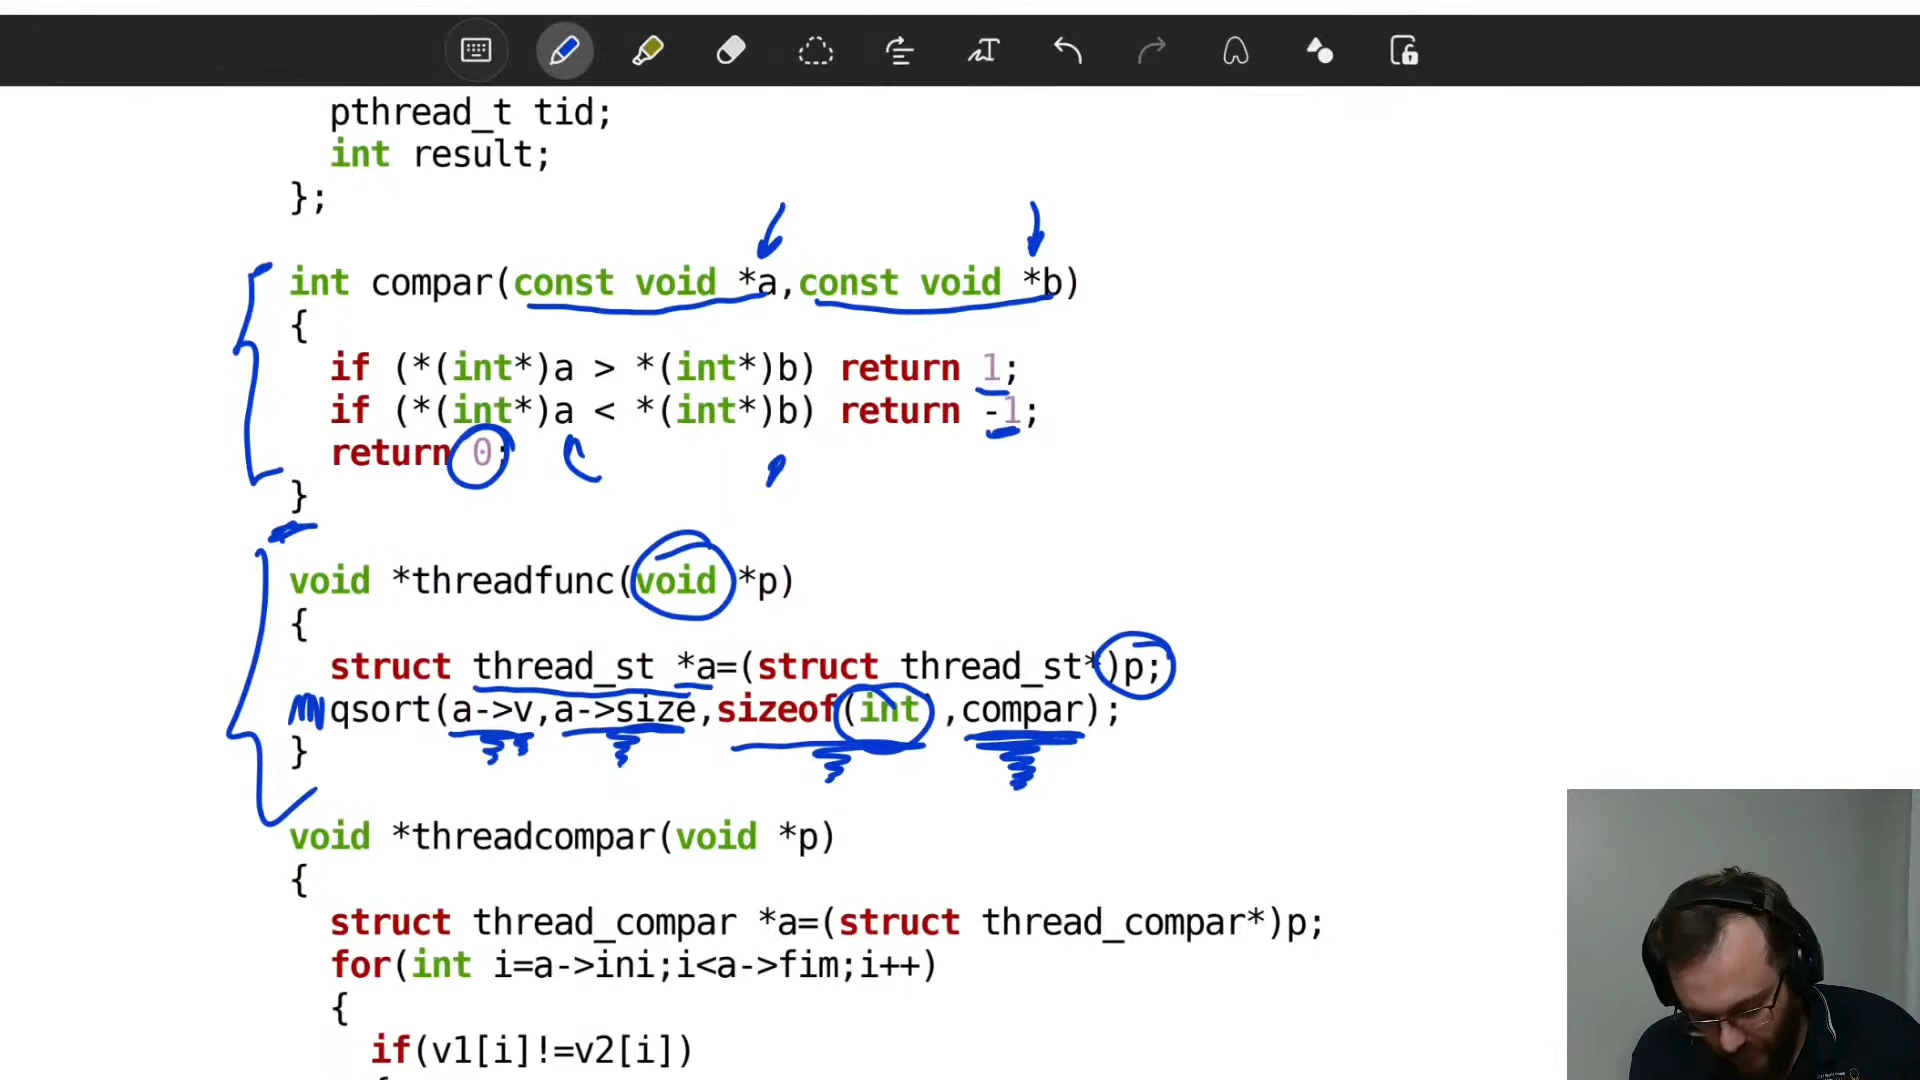 pthread_t tid;
int result;
};
int compar(const void *a,const void *b)
{
if (*(int*)a > *(int*)b) return 1;
if (*(int*)a < *(int*)b) return -1;
return 0;
}
void *threadfunc(void *p)
{
struct thread_st *a=(struct thread_st*)p;
qsort(a->v,a->size,sizeof(int),compar);
}
void *threadcompar(void *p)
{
struct thread_compar *a=(struct thread_compar*)p;
for(int i=a->ini;i<a->fim;i++)
{
if(v1[i]!=v2[i])
{